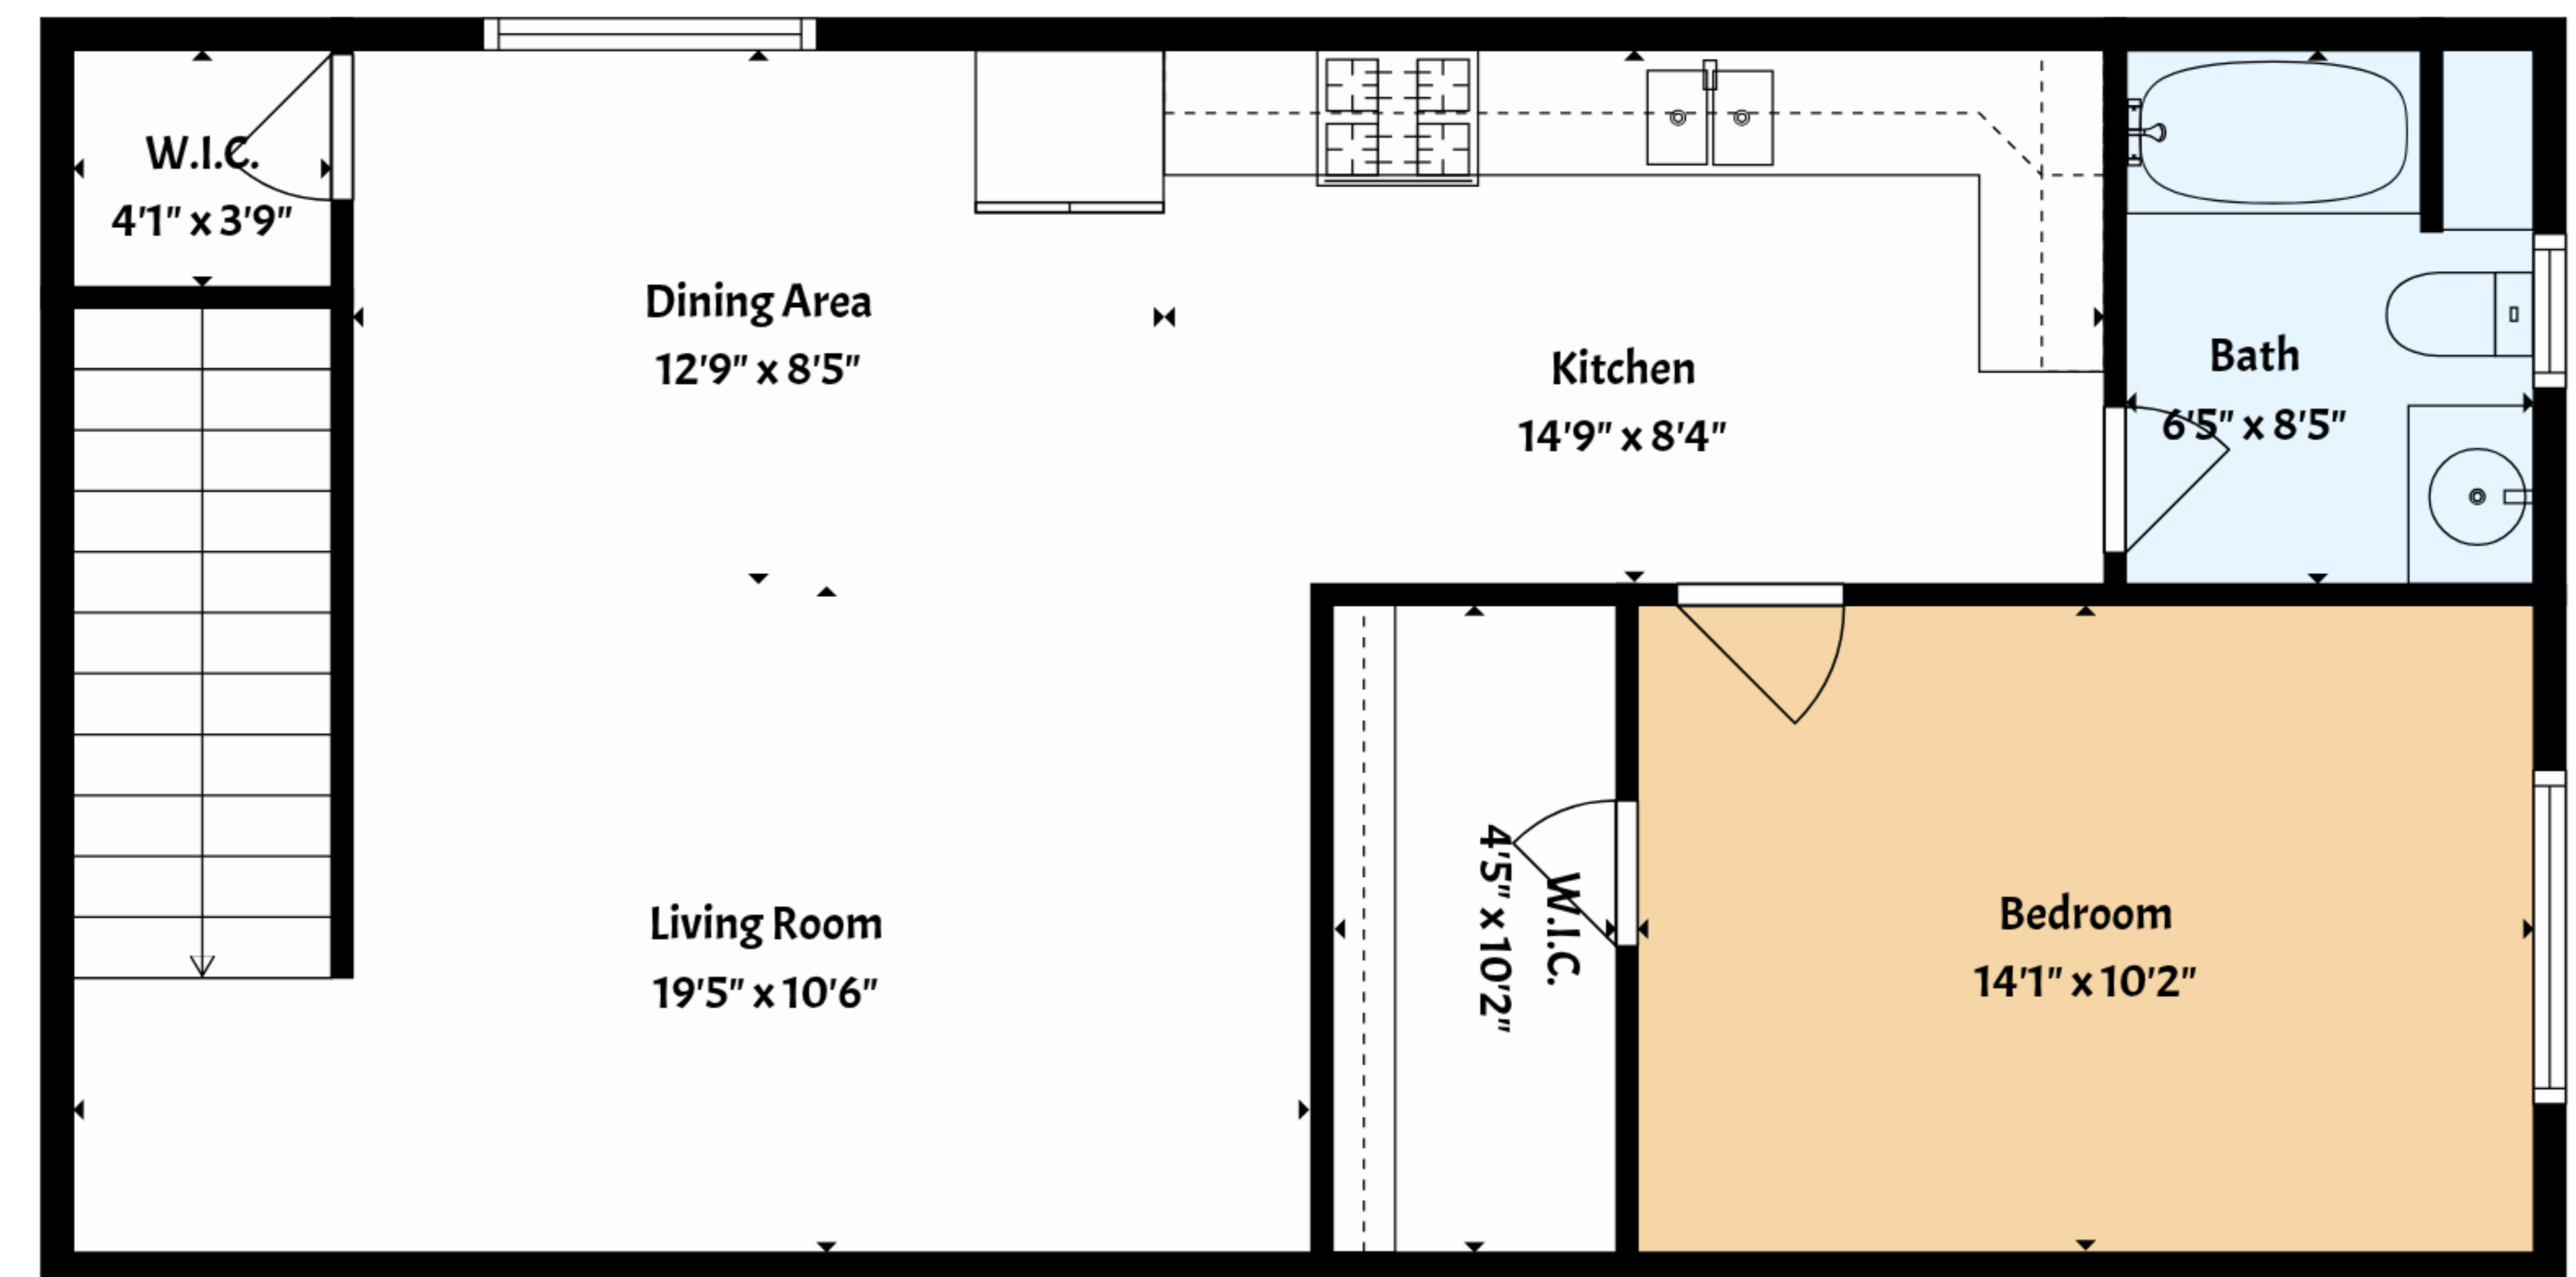 W.I.C.
4'1" x 3'9"
Dining Area
12'9" x 8'5"
Kitchen
14'9" x 8'4"
Bath
6'5" x 8'5"
Living Room
19'5" x 10'6"
W.I.C.
4'5" x 10'2"
Bedroom
14'1" x 10'2"